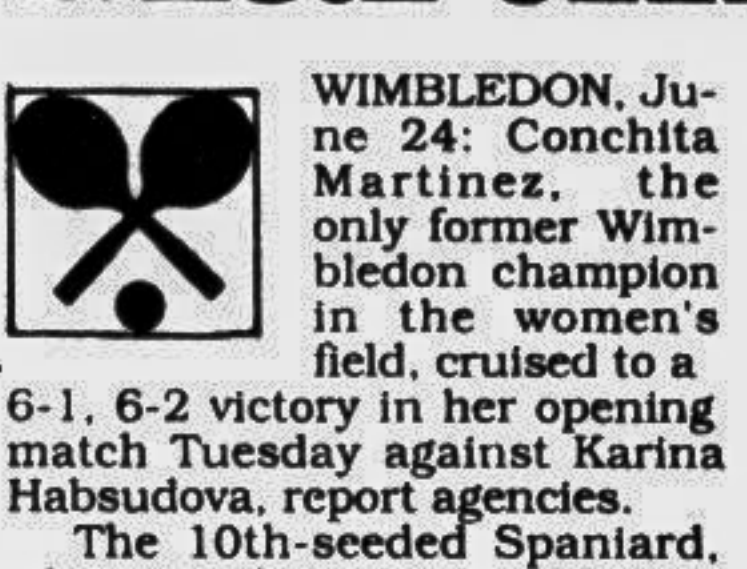 WIMBLEDON, Ju-
ne 24: Conchita
Martinez, the
only former Wim-
bledon champion
in the women's
field, cruised to a
6-1, 6-2 victory in her opening
match Tuesday against Karina
Habsudova, report agencies.
The 10th-seeded Spaniard,